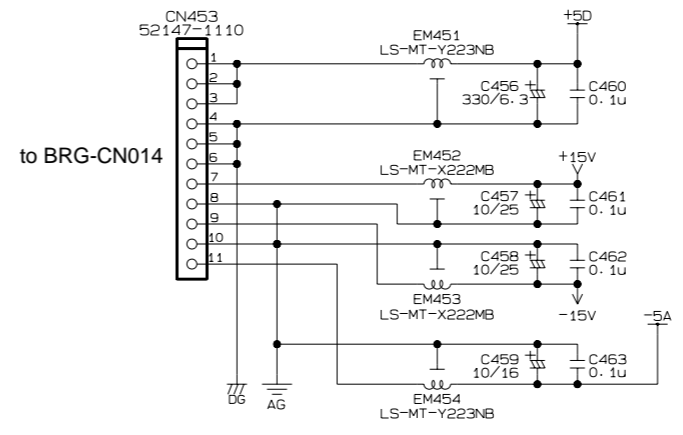 CN453
52147-1110
1
2
3
4
5
6
7
8
9
10
11
to BRG-CN014
EM451
LS-MT-Y223NB
+5D
C456
330/6.3
+
C460
0.1u
EM452
LS-MT-X222MB
+15V
C457
10/25
+
C461
0.1u
C458
10/25
+
C462
0.1u
EM453
LS-MT-X222MB
-15V
-5A
C459
10/16
+
C463
0.1u
EM454
LS-MT-Y223NB
DG
AG